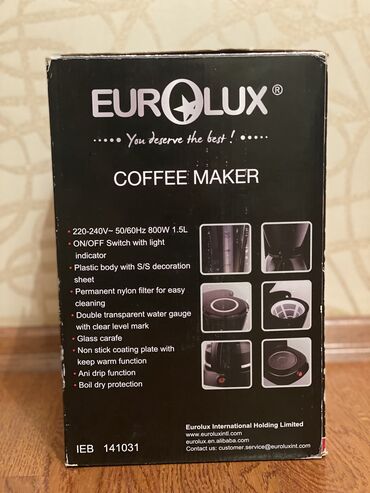 EUROLUX®
You deserve the best !
COFFEE MAKER
• 220-240V~ 50/60Hz 800W 1.5L
• ON/OFF Switch with light
indicator
• Plastic body with S/S decoration
sheet
• Permanent nylon filter for easy
cleaning
• Double transparent water gauge
with clear level mark
• Glass carafe
• Non stick coating plate with
keep warm function
• Ani drip function
• Boil dry protection
Eurolux International Holding Limited
www.euroluxintl.com
eurolux.en.alibaba.com
Contact us: customer.service@euroluxint.com
IEB 141031